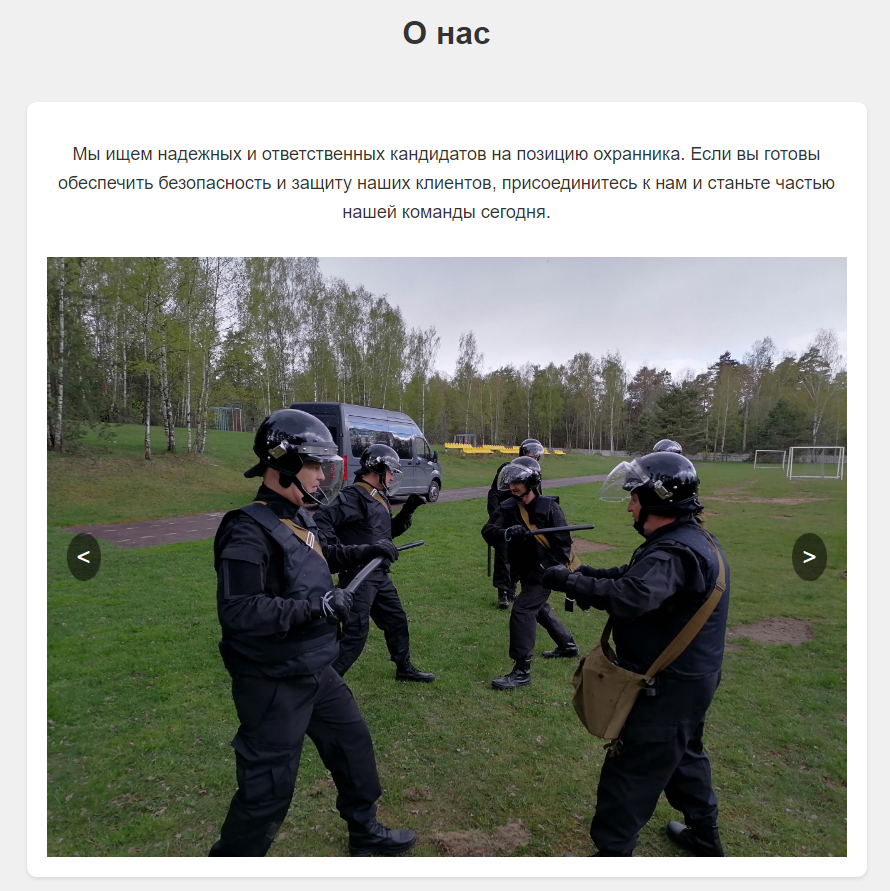 О нас
Мы ищем надежных и ответственных кандидатов на позицию охранника. Если вы готовы
обеспечить безопасность и защиту наших клиентов, присоединитесь к нам и станьте частью
нашей команды сегодня.
< >